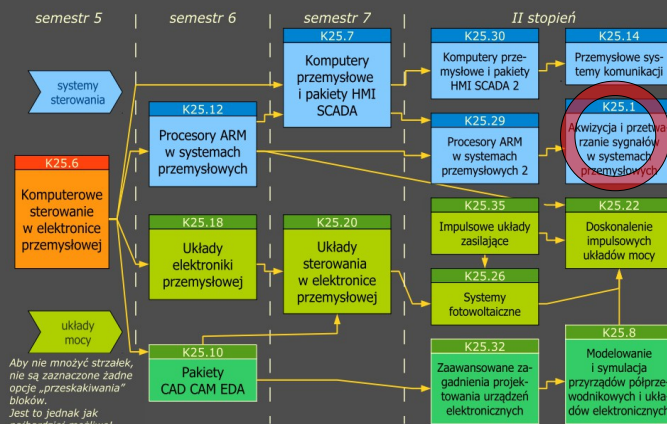 semestr 5
semestr 6
semestr 7
II stopień
systemy
sterowania
K25.6
Komputerowe
sterowanie
w elektronice
przemysłowej
układy
mocy
Aby nie mnożyć strzałek,
nie są zaznaczone żadne
opcje „przeskakiwania”
bloków.
Jest to jednak jak
K25.12
Procesory ARM
w systemach
przemysłowych
K25.18
Układy
elektroniki
przemysłowej
K25.10
Pakiety
CAD CAM EDA
K25.7
Komputery
przemysłowe
i pakiety HMI
SCADA
K25.20
Układy
sterowania
w elektronice
przemysłowej
K25.30
Komputery prze-
mysłowe i pakiety
HMI SCADA 2
K25.29
Procesory ARM
w systemach
przemysłowych 2
K25.35
Impulsowe układy
zasilające
K25.26
Systemy
fotowoltaiczne
K25.32
Zaawansowane za-
gadnienia projek-
towania urządzeń
elektronicznych
K25.14
Przemysłowe sys-
temy komunikacji
K25.1
Akwizycja i przetwa-
rzanie sygnałów
w systemach
przemysłowych
K25.22
Doskonalenie
impulsowych
układów mocy
K25.8
Modelowanie
i symulacja
przyrządów półprze-
wodnikowych i ukła-
dów elektronicznych